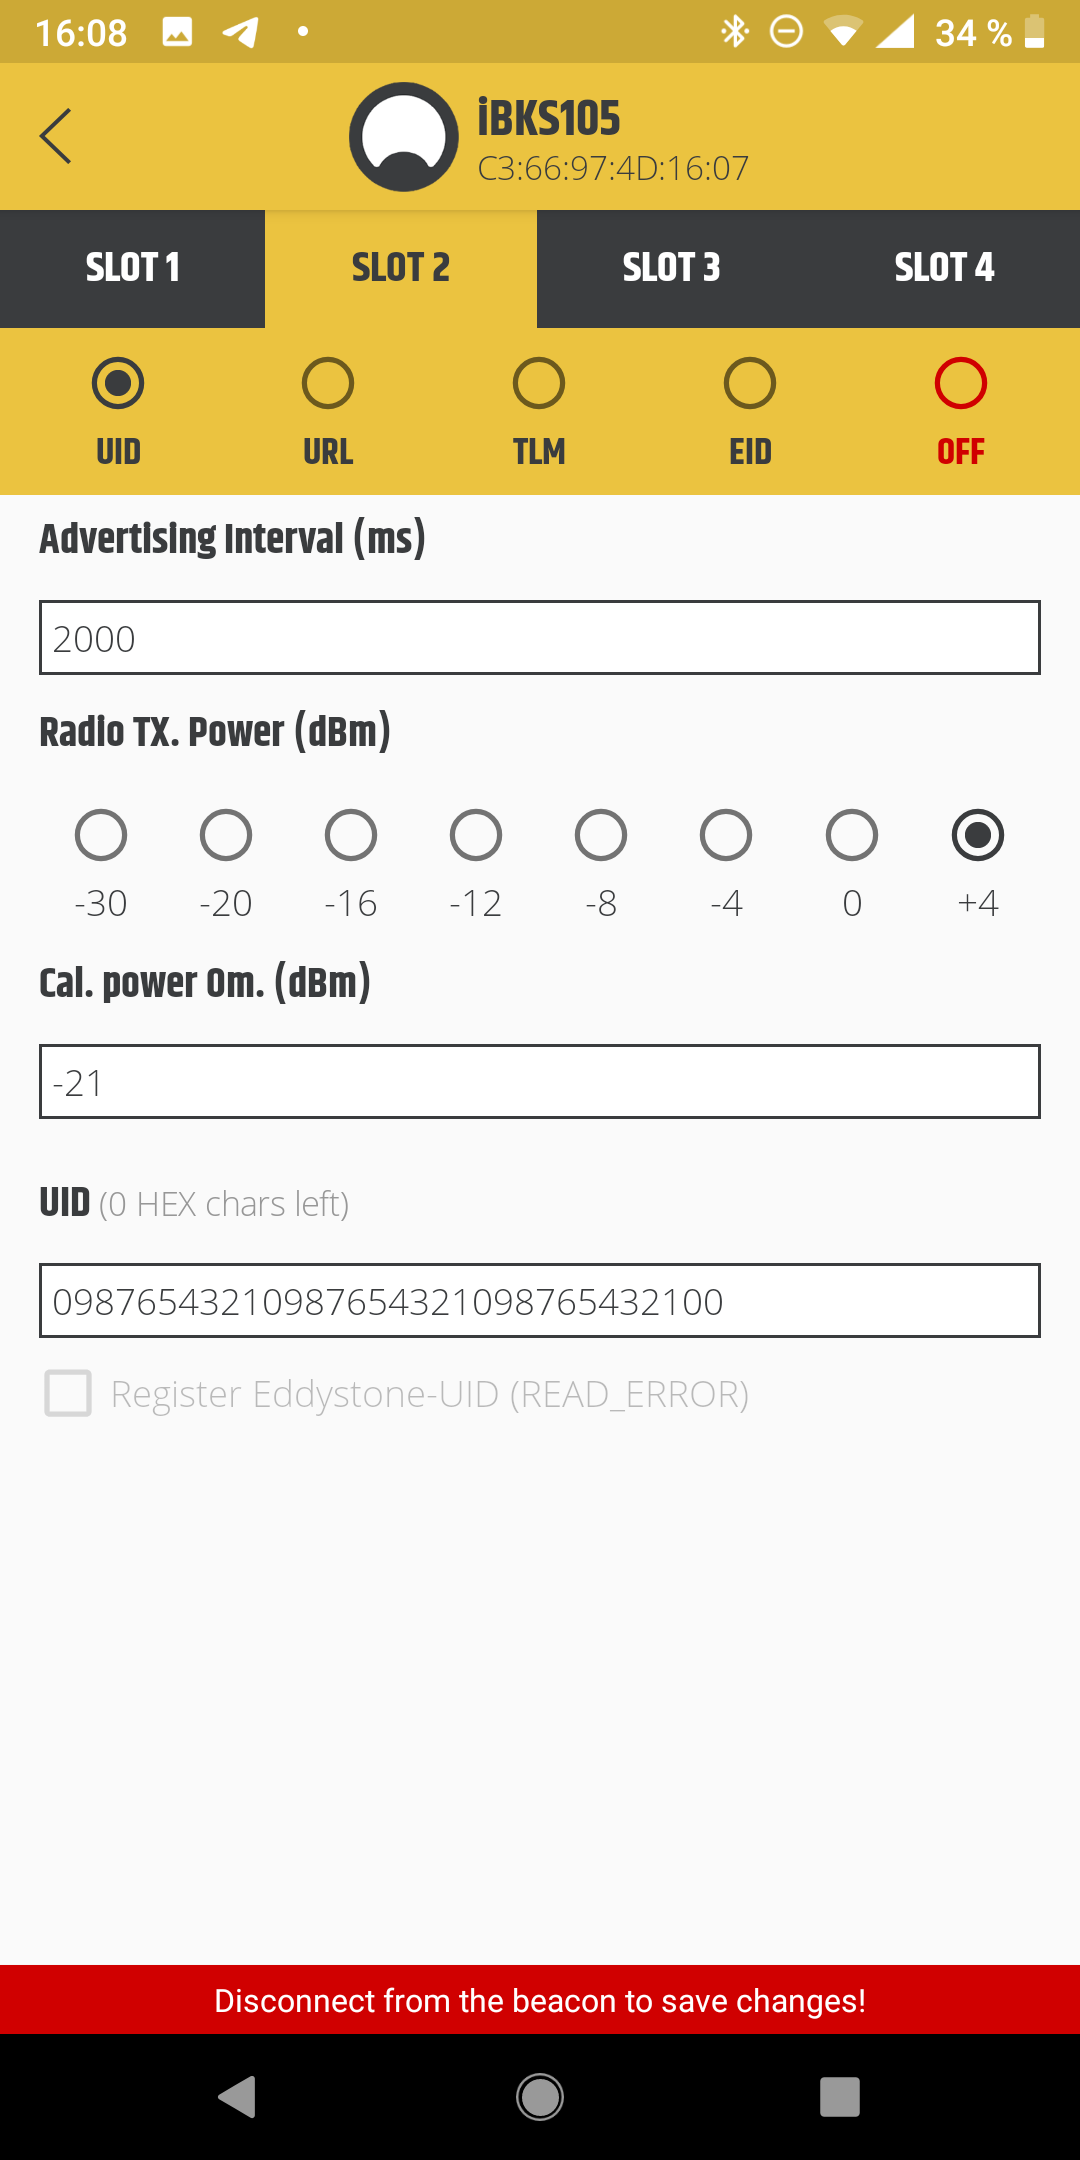 16:08
34 %
iBKS105
C3:66:97:4D:16:07
SLOT 1 SLOT 2 SLOT 3 SLOT 4
UID URL TLM EID OFF
Advertising Interval (ms)
2000
Radio TX. Power (dBm)
-30 -20 -16 -12 -8 -4 0 +4
Cal. power 0m. (dBm)
-21
UID (0 HEX chars left)
09876543210987654321098765432100
Register Eddystone-UID (READ_ERROR)
Disconnect from the beacon to save changes!